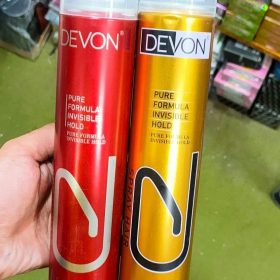 DEVON®
PURE
FORMULA
INVISIBLE
HOLD
PURE FORMULA
INVISIBLE HOLD
DEVON
PURE
FORMULA
INVISIBLE
HOLD
PURE FORMULA
INVISIBLE HOLD